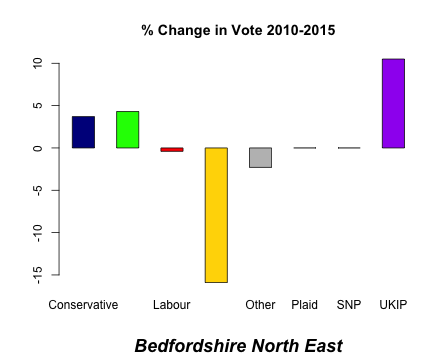 % Change in Vote 2010-2015
10
5
0
-5
-10
-15
Conservative Labour Other Plaid SNP UKIP
Bedfordshire North East